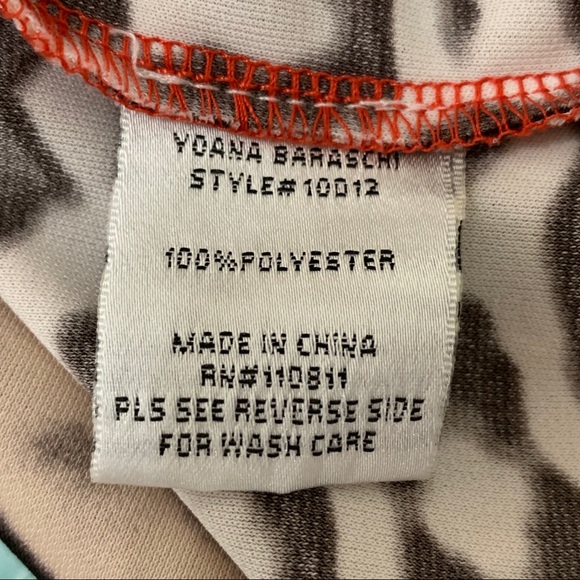 YOANA BARASCHI
STYLE#10012
100%POLYESTER
MADE IN CHINA
RN#110811
PLS SEE REVERSE SIDE
FOR WASH CARE